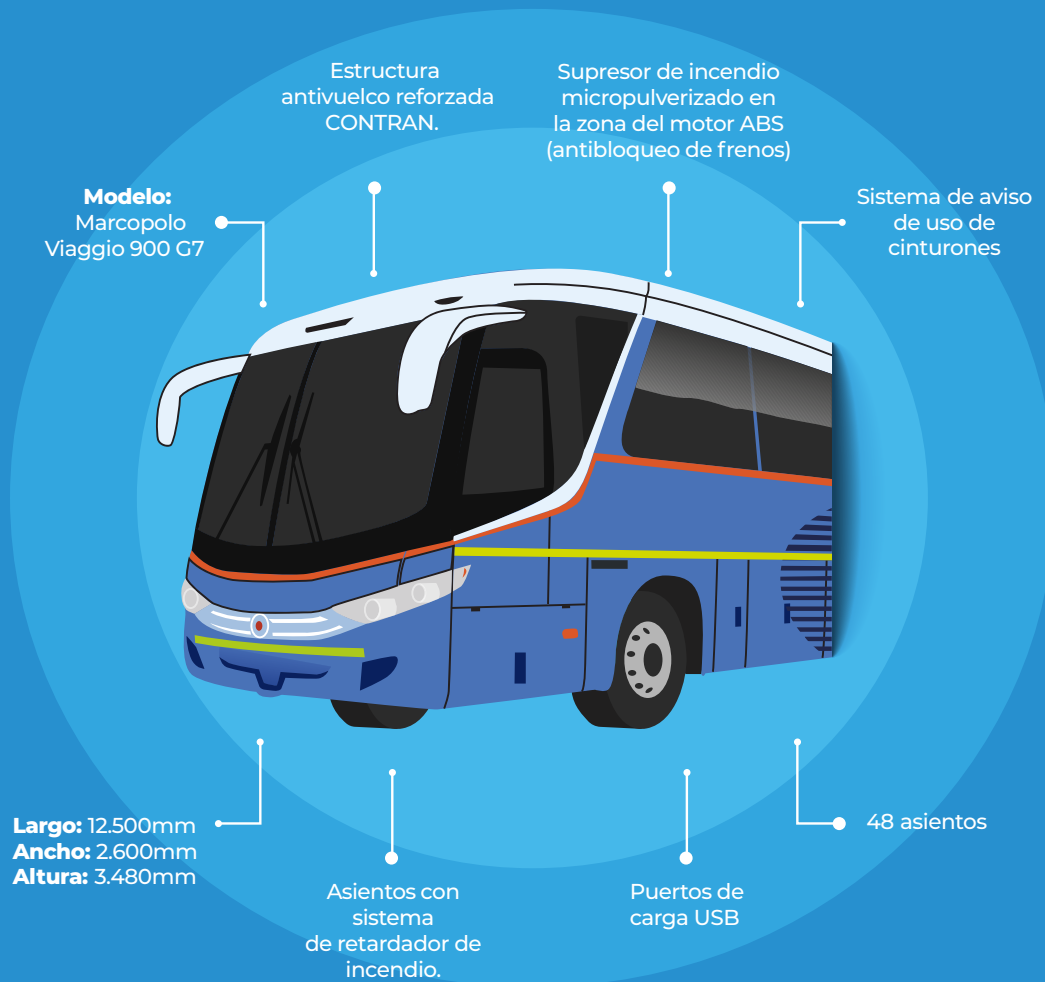 Estructura
antivuelco reforzada
CONTRAN.
Supresor de incendio
micropulverizado en
la zona del motor ABS
(antibloqueo de frenos)
Modelo:
Marcopolo
Viaggio 900 G7
Sistema de aviso
de uso de
cinturones
Largo: 12.500mm
Ancho: 2.600mm
Altura: 3.480mm
48 asientos
Asientos con
sistema
de retardador de
incendio.
Puertos de
carga USB